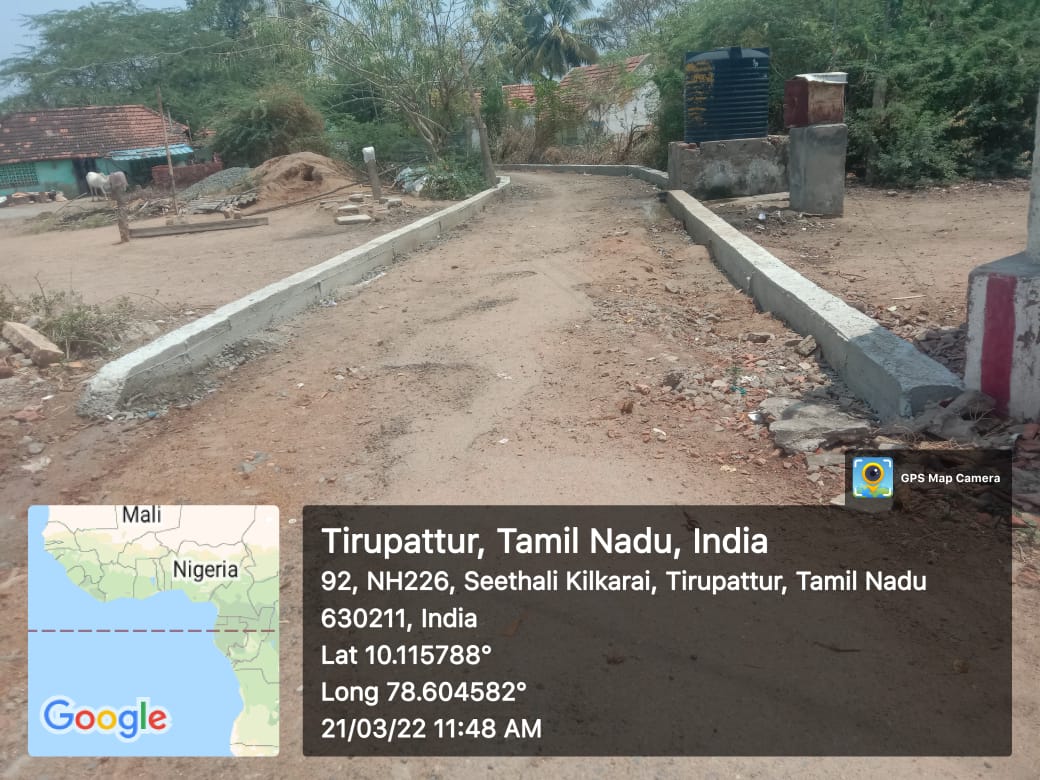 GPS Map Camera
Mali
Nigeria
Google
Tirupattur, Tamil Nadu, India
92, NH226, Seethali Kilkarai, Tirupattur, Tamil Nadu
630211, India
Lat 10.115788°
Long 78.604582°
21/03/22 11:48 AM